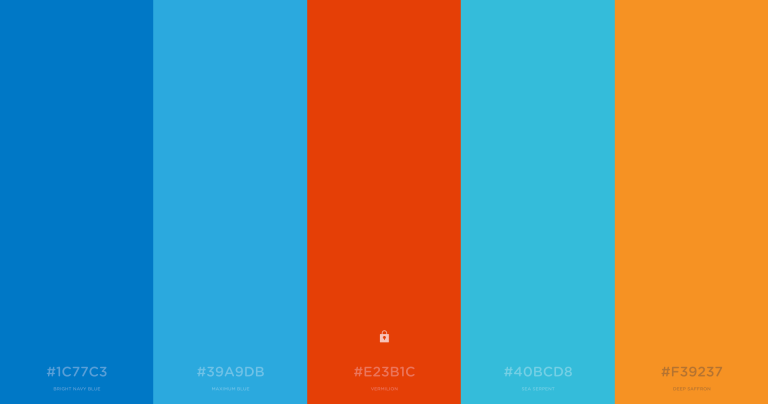 #1C77C3
#39A9DB
#E23B1C
#40BCD8
#F39237
BRIGHT NAVY BLUE
MAXIMUM BLUE
VERMILION
SEA SERPENT
DEEP SAFFRON